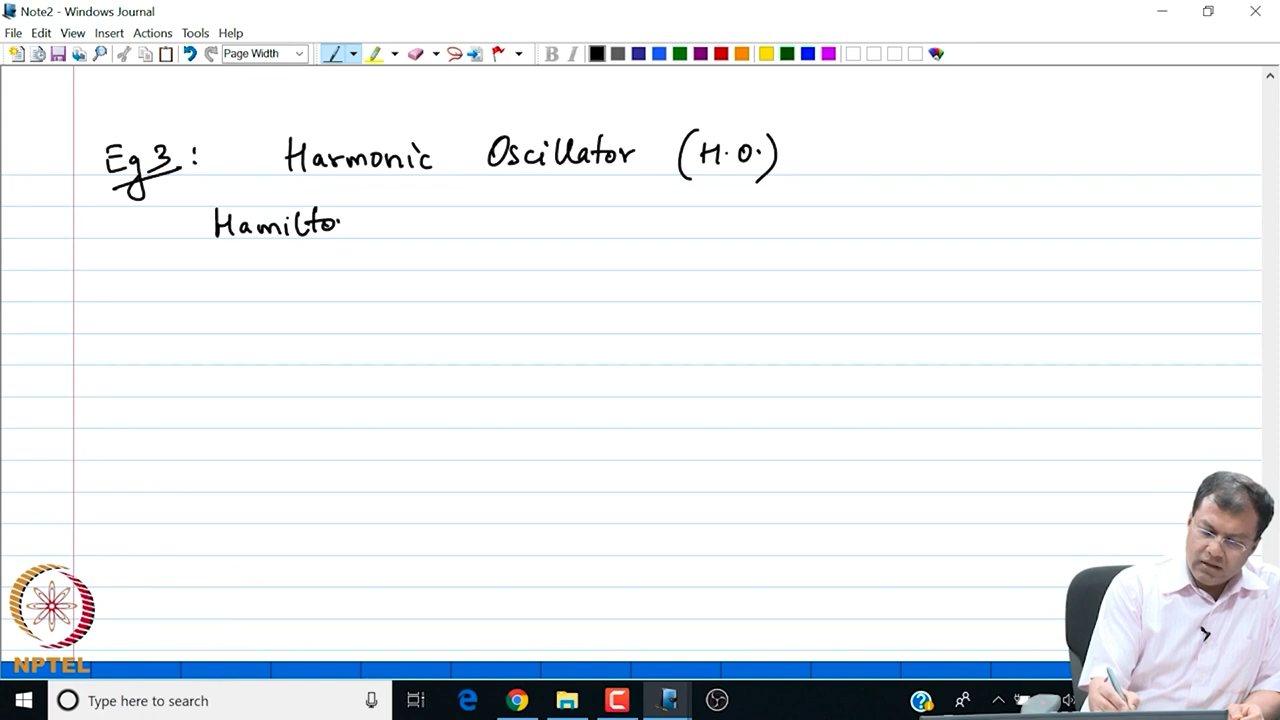 Note2 - Windows Journal
File Edit View Insert Actions Tools Help
Page Width
B I
Eg 3 : Harmonic Oscillator (H.O.)
Hamilto
NPTEL
Type here to search